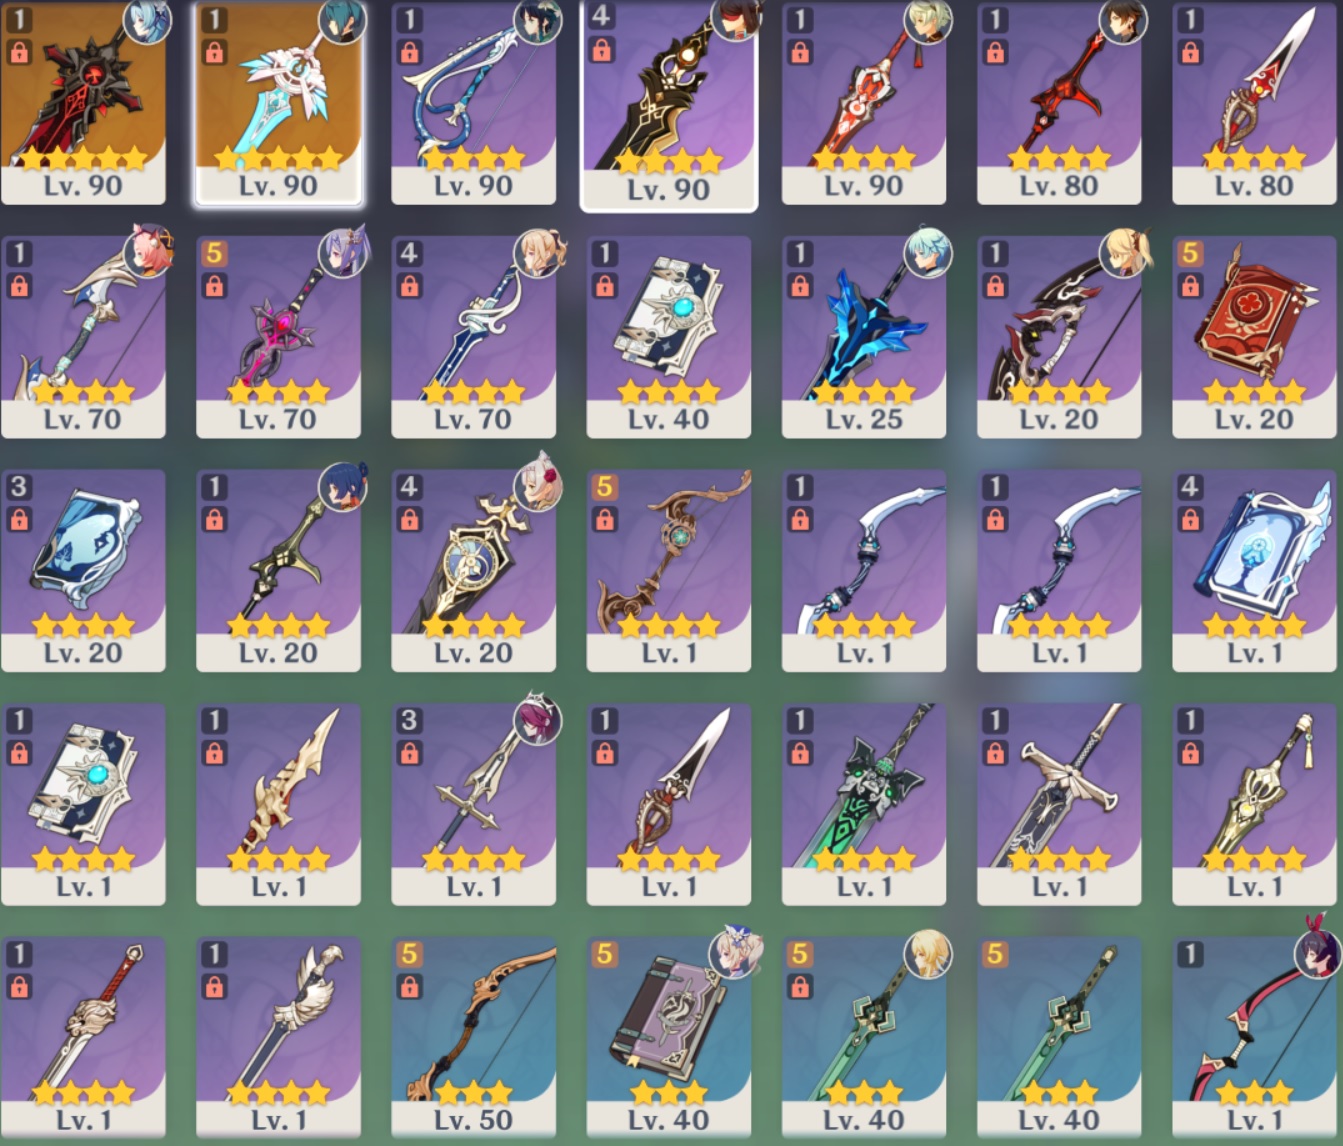 1 1 1 4 1 1 1
Lv. 90 Lv. 90 Lv. 90 Lv. 90 Lv. 90 Lv. 80 Lv. 80
1 5 4 1 1 1 5
Lv. 70 Lv. 70 Lv. 70 Lv. 40 Lv. 25 Lv. 20 Lv. 20
3 1 4 5 1 1 4
Lv. 20 Lv. 20 Lv. 20 Lv. 1 Lv. 1 Lv. 1 Lv. 1
1 1 3 1 1 1 1
Lv. 1 Lv. 1 Lv. 1 Lv. 1 Lv. 1 Lv. 1 Lv. 1
1 1 5 5 5 5 1
Lv. 1 Lv. 1 Lv. 50 Lv. 40 Lv. 40 Lv. 40 Lv. 1